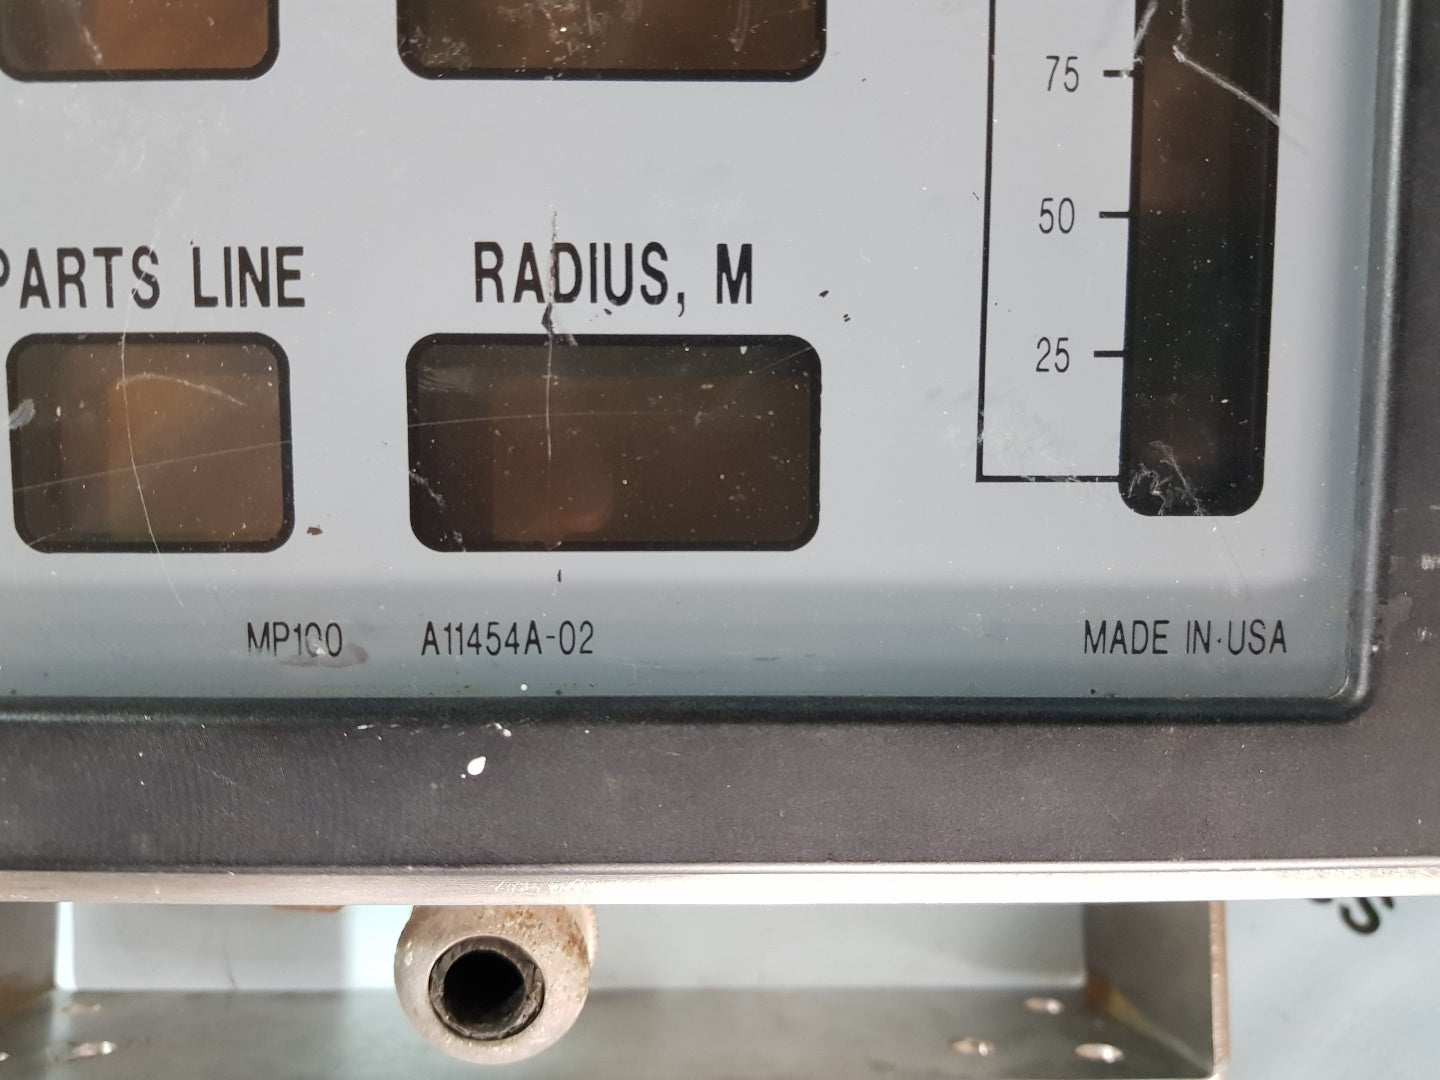 75
50
PARTS LINE RADIUS, M
25
MP100 A11454A-02 MADE IN USA